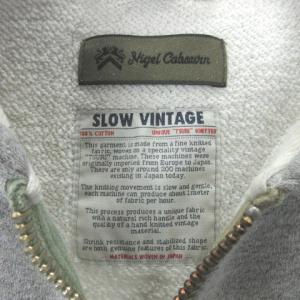 Nigel Cabourn
SLOW VINTAGE
100% COTTON UNIQUE "TSURI" KNITTED
This garment is made from a fine knitted
fabric, woven on a speciality vintage
"TSURI" machine. These machines were
originally imported from Europe to Japan.
There are only around 200 machines
existing in Japan today.
The knitting movement is slow and gentle,
each machine can produce about 1meter
of fabric per hour.
This process produces a unique fabric
with a natural rich handle and the
quality of a hand knitted vintage
material.
Shrink resistance and stabilized shape
are both genuine features of this fabric.
MATERIALS WOVEN IN JAPAN